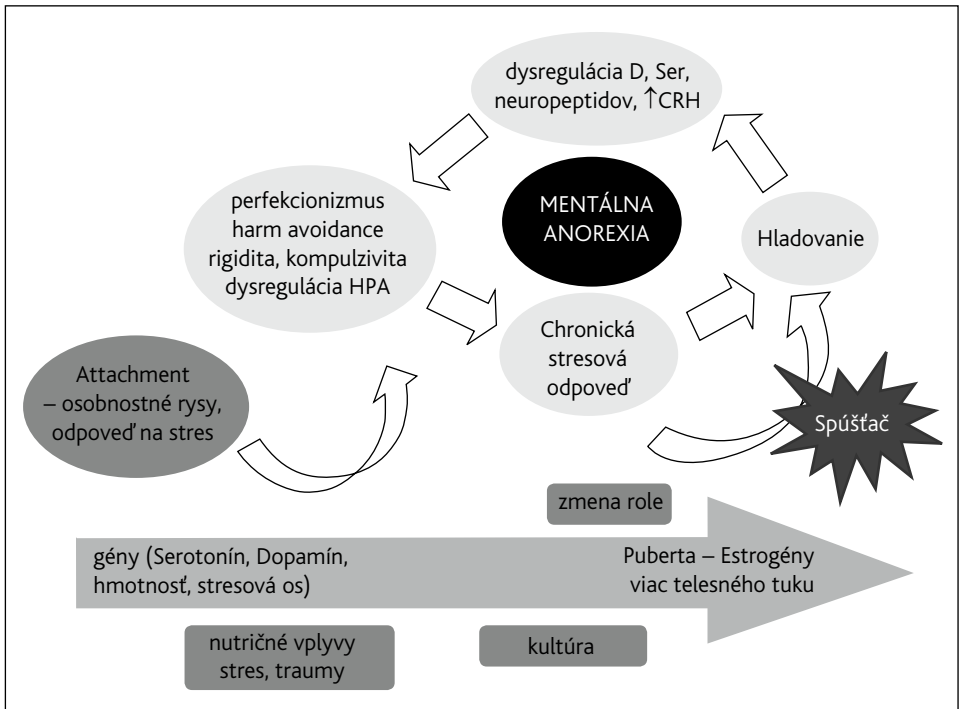 dysregulácia D, Ser,
neuropeptidov, ↑CRH
perfekcionizmus
harm avoidance
rigidita, kompulzivita
dysregulácia HPA
MENTÁLNA
ANOREXIA
Hladovanie
Chronická
stresová
odpoveď
Attachment
– osobnostné rysy,
odpoveď na stres
Spúšťač
zmena role
gény (Serotonín, Dopamín,
hmotnosť, stresová os)
Puberta – Estrogény
viac telesného tuku
nutričné vplyvy
stres, traumy
kultúra